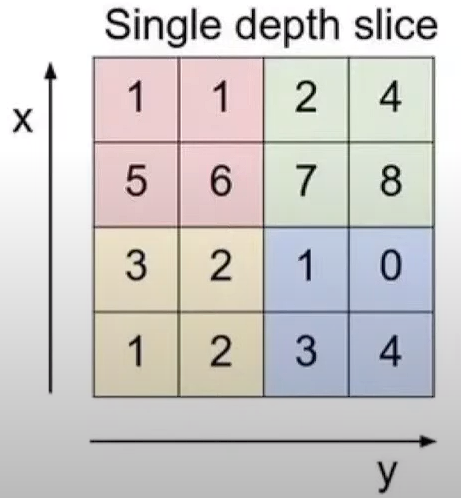 Single depth slice
x
1 1 2 4
5 6 7 8
3 2 1 0
1 2 3 4
y